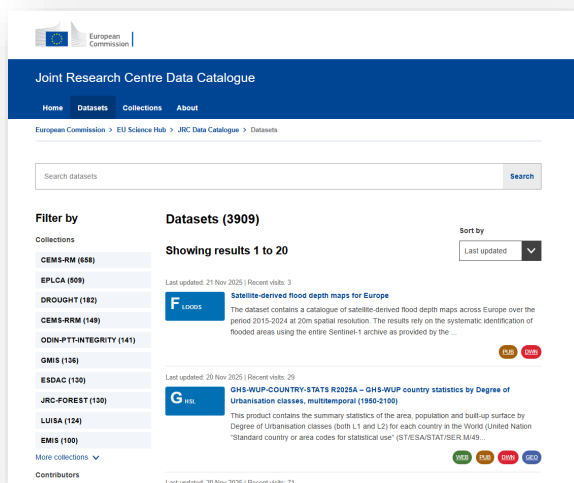 European
Commission
Joint Research Centre Data Catalogue
Home Datasets Collections About
European Commission > EU Science Hub > JRC Data Catalogue > Datasets
Search datasets
Search
Filter by
Collections
CEMS-RM (658)
EPLCA (509)
DROUGHT (182)
CEMS-RRM (149)
ODIN-PTT-INTEGRITY (141)
GMIS (136)
ESDAC (130)
JRC-FOREST (130)
LUISA (124)
EMIS (100)
More collections
Contributors
Datasets (3909)
Showing results 1 to 20
Sort by
Last updated
Last updated: 21 Nov 2025 | Recent visits: 3
FLOODS
Satellite-derived flood depth maps for Europe
The dataset contains a catalogue of satellite-derived flood depth maps across Europe over the
period 2015-2024 at 20m spatial resolution. The results rely on the systematic identification of
flooded areas using the entire Sentinel-1 archive as provided by the ...
PUB DWN
Last updated: 20 Nov 2025 | Recent visits: 29
GHSL
GHS-WUP-COUNTRY-STATS R2025A – GHS-WUP country statistics by Degree of
Urbanisation classes, multitemporal (1950-2100)
This product contains the summary statistics of the area, population and built-up surface by
Degree of Urbanisation classes (both L1 and L2) for each country in the World (United Nation
"Standard country or area codes for statistical use" (ST/ESA/STAT/SER.M/49...
WEB PUB DWN GEO
Last updated: 20 Nov 2025 | Recent visits: 71